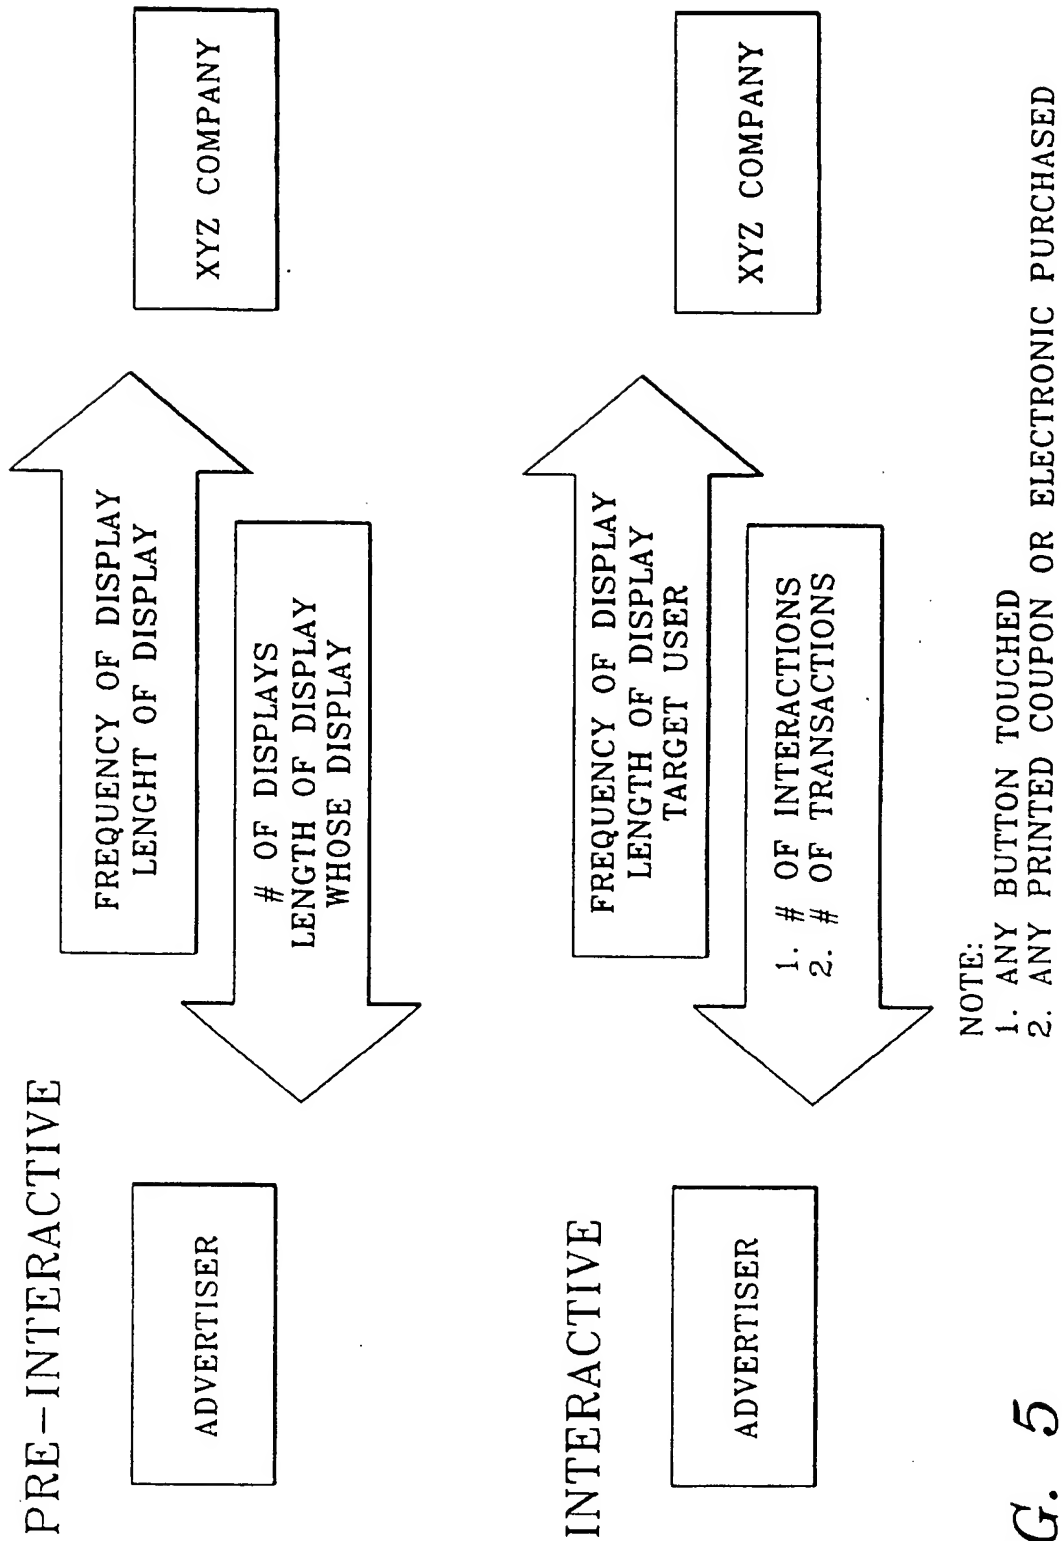 PRE-INTERACTIVE
ADVERTISER
FREQUENCY OF DISPLAY
LENGHT OF DISPLAY
# OF DISPLAYS
LENGTH OF DISPLAY
WHOSE DISPLAY
XYZ COMPANY
INTERACTIVE
ADVERTISER
FREQUENCY OF DISPLAY
LENGTH OF DISPLAY
TARGET USER
1. # OF INTERACTIONS
2. # OF TRANSACTIONS
XYZ COMPANY
NOTE:
1. ANY BUTTON TOUCHED
2. ANY PRINTED COUPON OR ELECTRONIC PURCHASED
G. 5